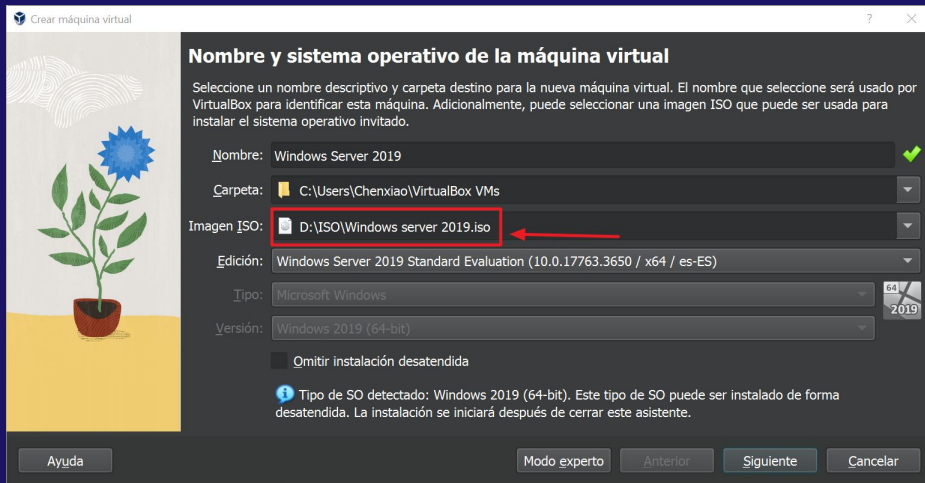 Crear máquina virtual
?
Nombre y sistema operativo de la máquina virtual
Seleccione un nombre descriptivo y carpeta destino para la nueva máquina virtual. El nombre que seleccione será usado por
VirtualBox para identificar esta máquina. Adicionalmente, puede seleccionar una imagen ISO que puede ser usada para
instalar el sistema operativo invitado.
Nombre: Windows Server 2019
Carpeta: C:\Users\Chenxiao\VirtualBox VMs
Imagen ISO: D:\ISO\Windows server 2019.iso
Edición: Windows Server 2019 Standard Evaluation (10.0.17763.3650 / x64 / es-ES)
Tipo: Microsoft Windows
64
2019
Versión: Windows 2019 (64-bit)
Omitir instalación desatendida
Tipo de SO detectado: Windows 2019 (64-bit). Este tipo de SO puede ser instalado de forma
desatendida. La instalación se iniciará después de cerrar este asistente.
Ayuda Modo experto Anterior Siguiente Cancelar